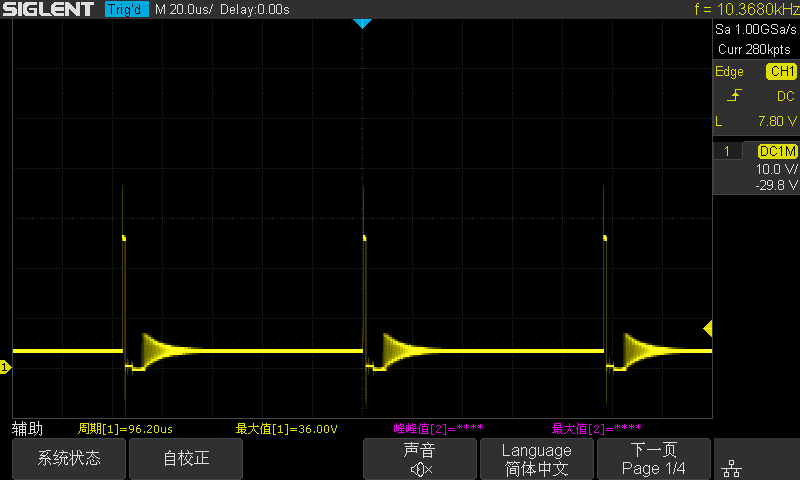 SIGLENT Trig'd M 20.0us/ Delay:0.00s f = 10.3680kHz
Sa 1.00GSa/s
Curr 280kpts
Edge CH1
DC
L 7.80 V
1 DC1M
10.0 V/
-29.8 V
1
辅助 周期[1]=96.20us 最大值[1]=36.00V 峰峰值[2]=**** 最大值[2]=****
系统状态 自校正 声音 Language 下一页
简体中文 Page 1/4